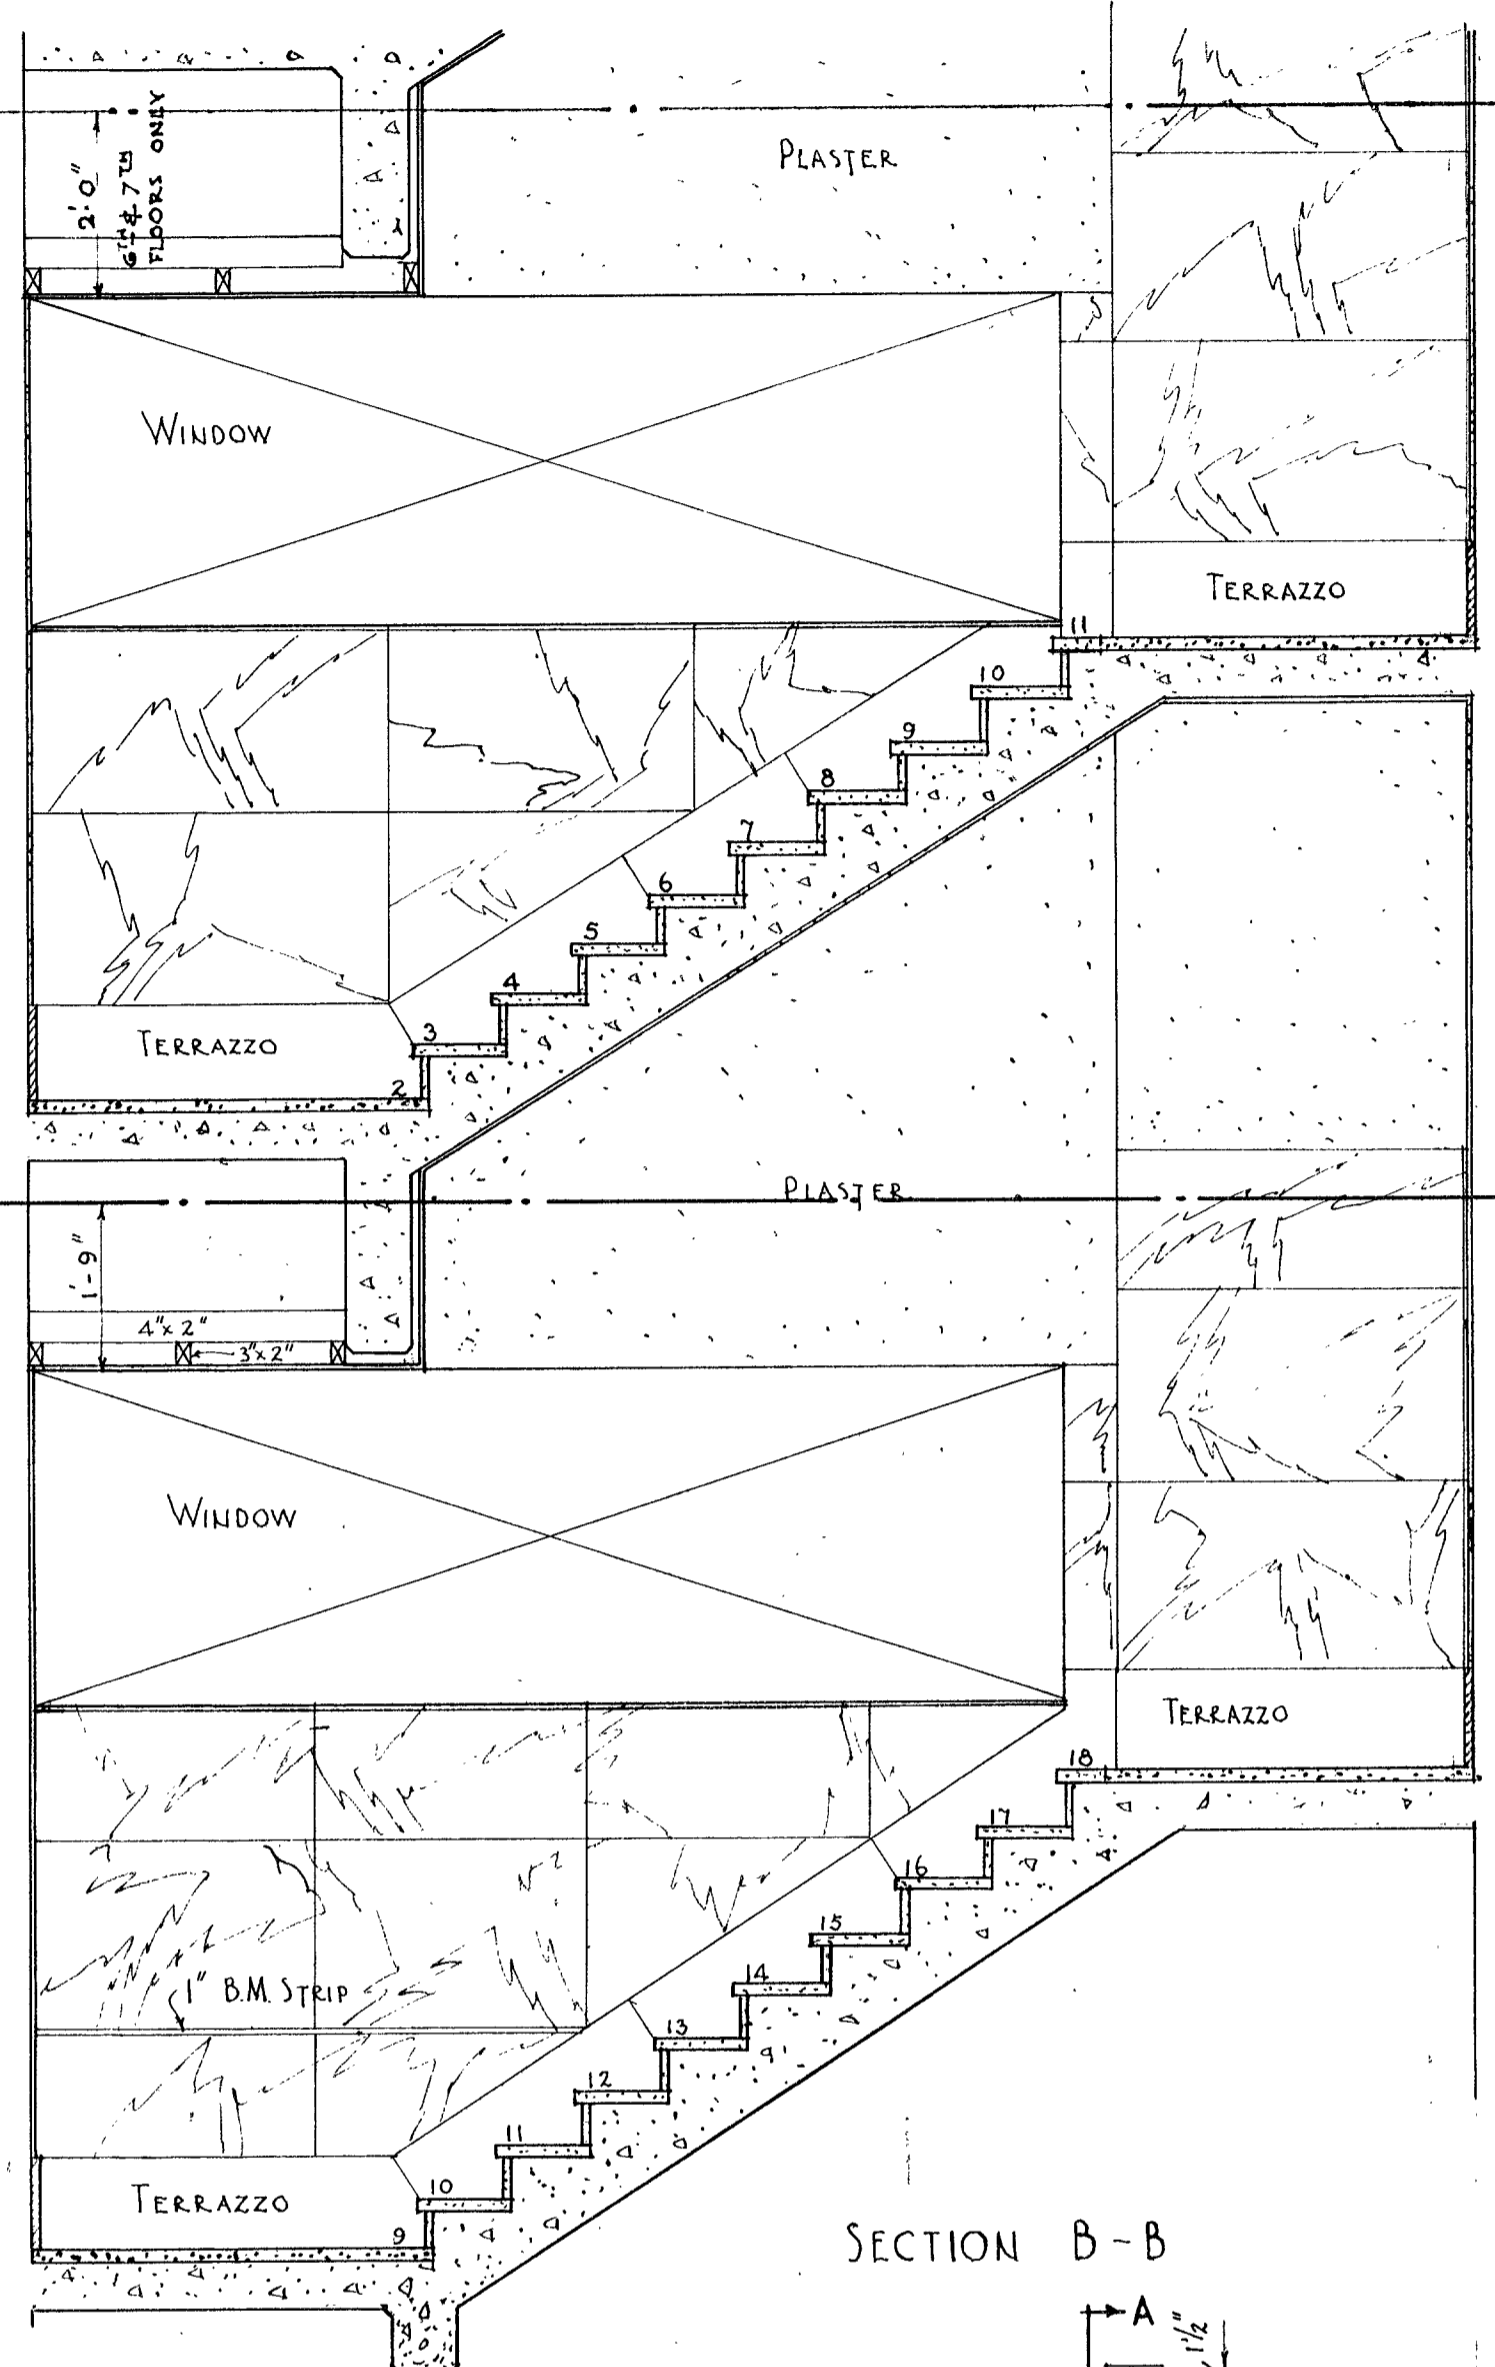 PLASTER
2'·0"
6TH & 7TH
FLOORS ONLY
WINDOW
TERRAZZO
11
10
9
8
7
6
5
4
3
TERRAZZO
2
PLASTER
1'-9"
4"x 2"
3"x 2"
WINDOW
TERRAZZO
18
17
16
15
14
1" B.M. STRIP
13
12
11
10
TERRAZZO
9
SECTION B-B
A
1½"